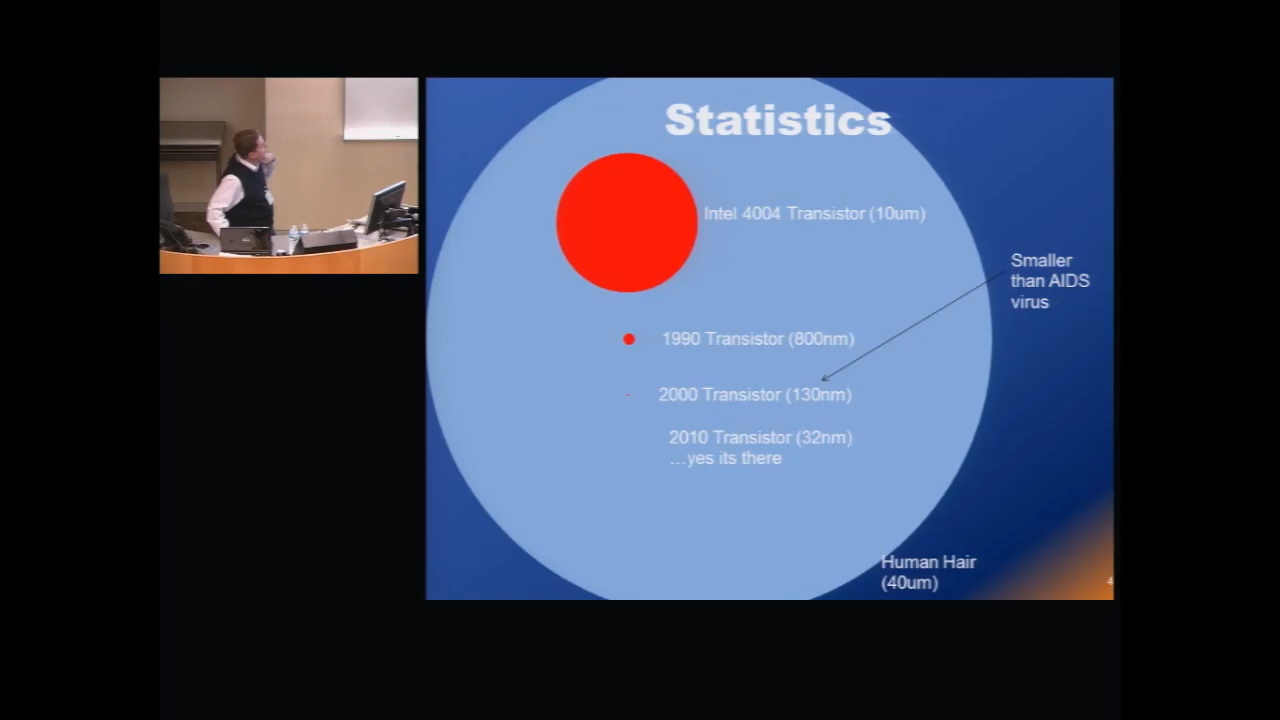 Statistics
Intel 4004 Transistor (10um)
Smaller
than AIDS
virus
1990 Transistor (800nm)
2000 Transistor (130nm)
2010 Transistor (32nm)
...yes its there
Human Hair
(40um)
4